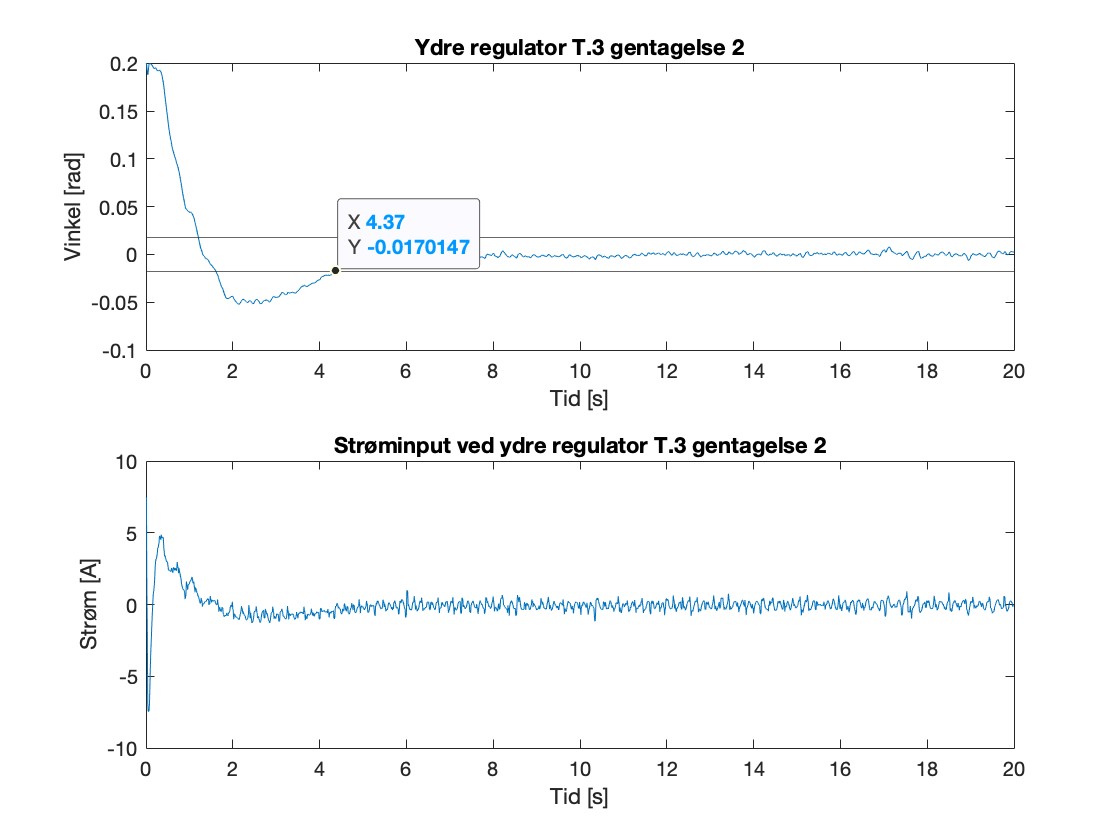 Ydre regulator T.3 gentagelse 2
0.2
0.15
0.1
0.05
0
-0.05
-0.1
Vinkel [rad]
X 4.37
Y -0.0170147
0 2 4 6 8 10 12 14 16 18 20
Tid [s]
Strøminput ved ydre regulator T.3 gentagelse 2
10
5
0
-5
-10
Strøm [A]
0 2 4 6 8 10 12 14 16 18 20
Tid [s]